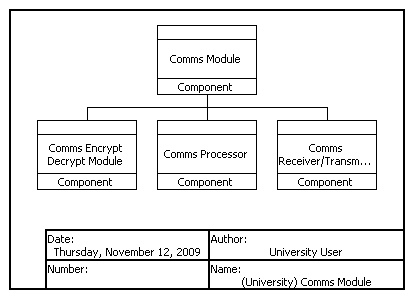 Comms Module
Component
Comms Encrypt
Decrypt Module
Component
Comms Processor
Component
Comms
Receiver/Transm...
Component
Date:
Thursday, November 12, 2009
Author:
University User
Number:
Name:
(University) Comms Module